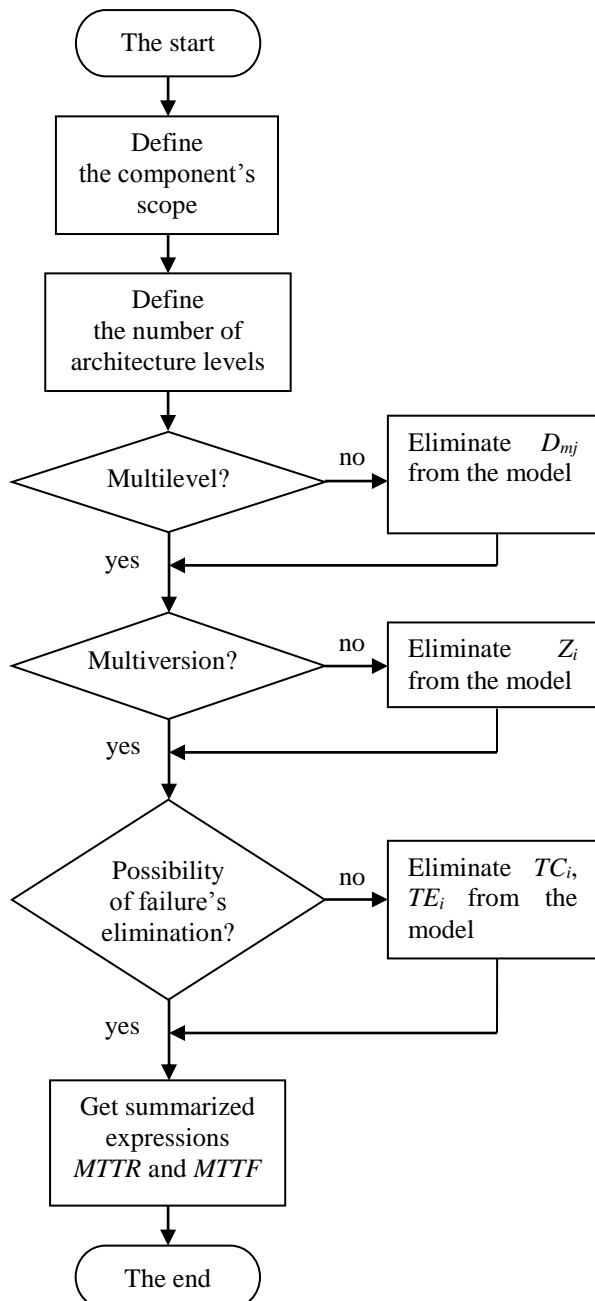 The start
Define
the component's
scope
Define
the number of
architecture levels
Multilevel?
no
Eliminate D_mj
from the model
yes
Multiversion?
no
Eliminate Z_i
from the model
yes
Possibility
of failure's
elimination?
no
Eliminate TC_i,
TE_i from the
model
yes
Get summarized
expressions
MTTR and MTTF
The end